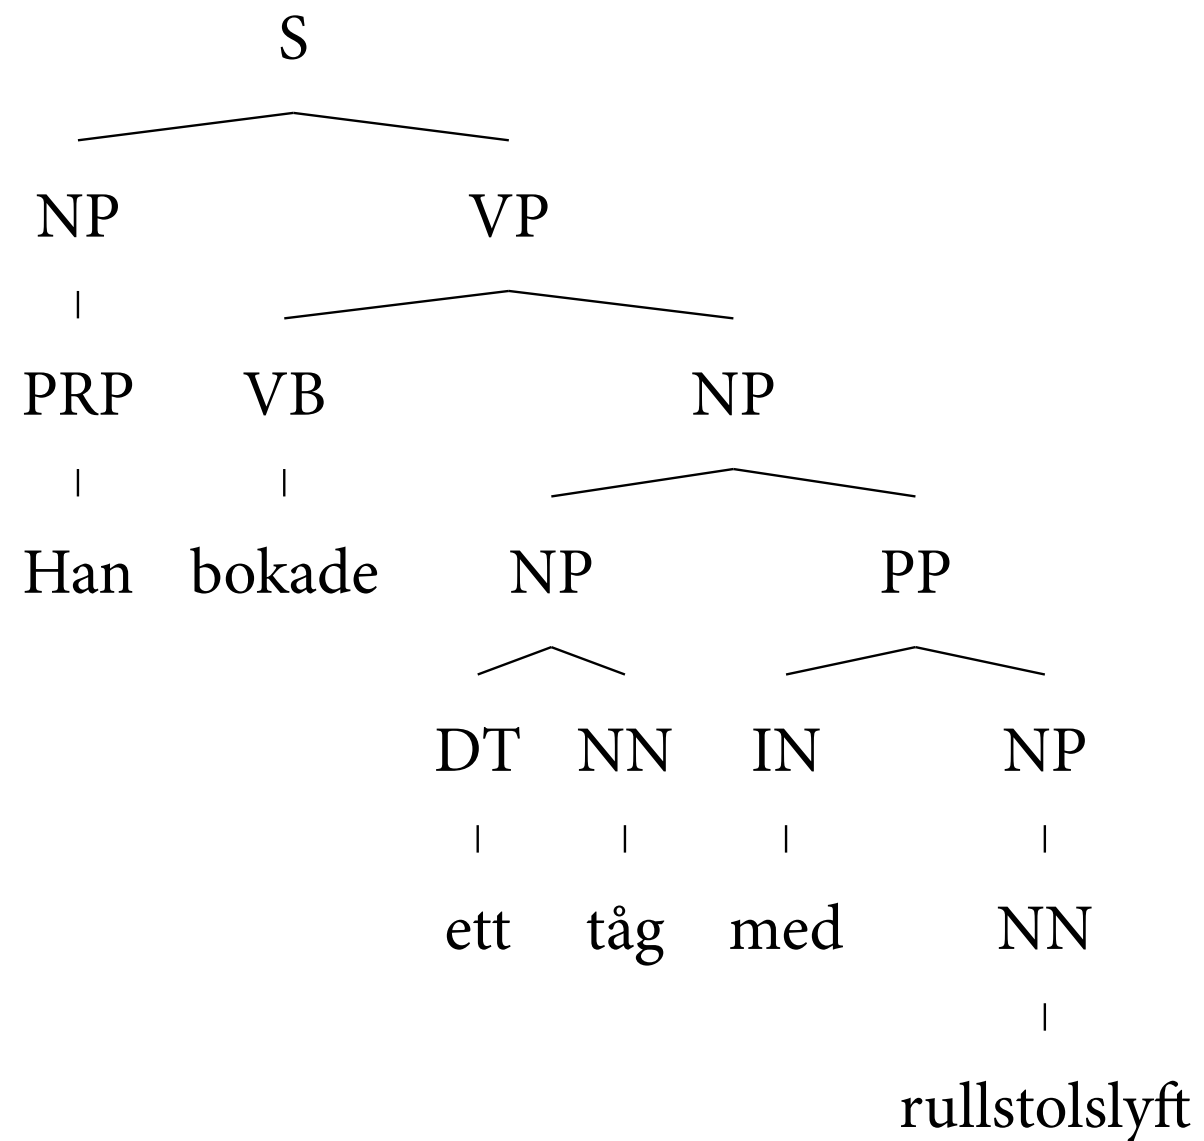 S
NP VP
PRP VB NP
Han bokade NP PP
DT NN IN NP
ett tåg med NN
rullstolslyft